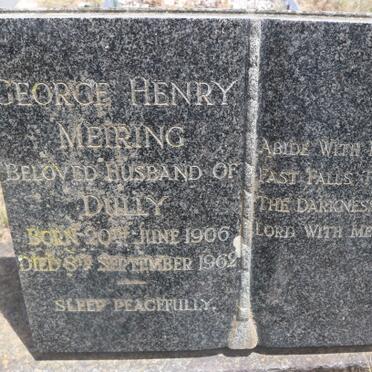 GEORGE HENRY
MEIRING
BELOVED HUSBAND OF
DULLY
BORN 20TH JUNE 1906
DIED 8TH SEPTEMBER 1962
SLEEP PEACEFULLY.
ABIDE WITH
FAST FALLS
THE DARKNESS
LORD WITH ME